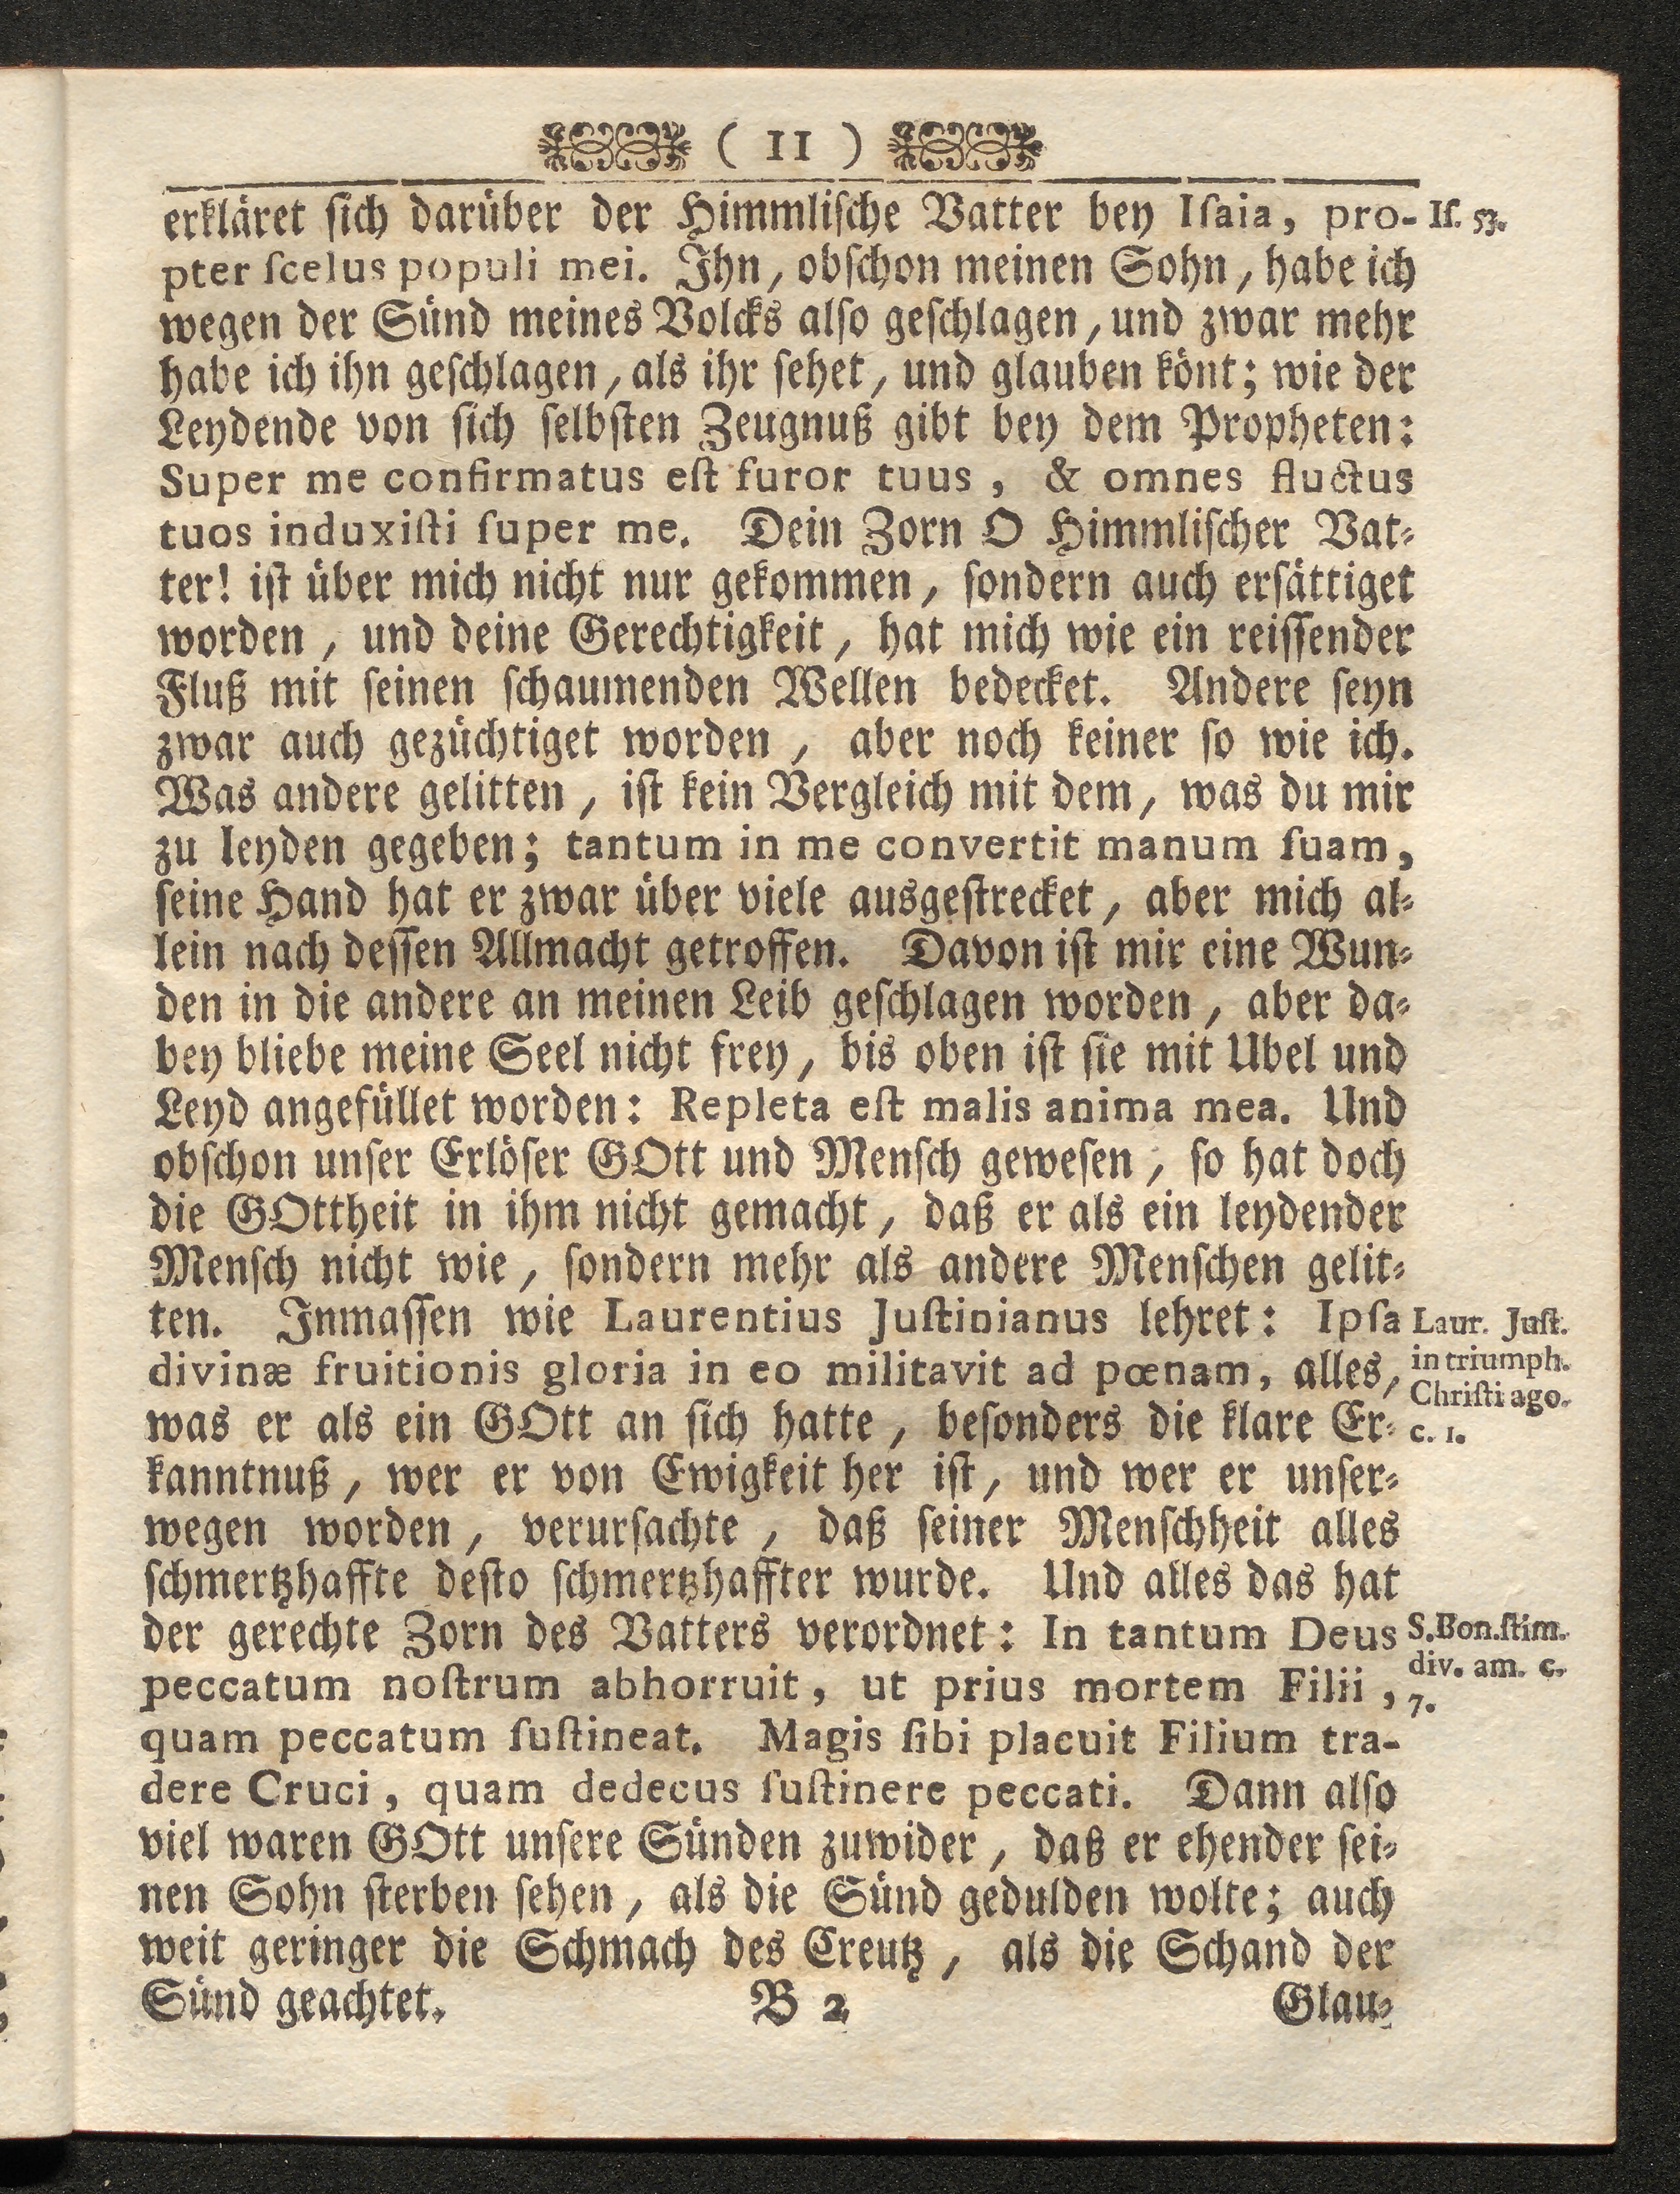 ( 11 )
erkläret ſich darüber der Himmliſche Vatter bey Iſaia, pro-
Iſ. 53.
pter ſcelus populi mei. Ihn, obſchon meinen Sohn, habe ich
wegen der Sünd meines Volcks alſo geſchlagen, und zwar mehr
habe ich ihn geſchlagen, als ihr ſehet, und glauben könt; wie der
Leydende von ſich ſelbſten Zeugnuß gibt bey dem Propheten:
Super me confirmatus eſt furor tuus, & omnes fluctus
tuos induxiſti ſuper me. Dein Zorn O Himmliſcher Vat-
ter! iſt über mich nicht nur gekommen, ſondern auch erſättiget
worden, und deine Gerechtigkeit, hat mich wie ein reiſſender
Fluß mit ſeinen ſchaumenden Wellen bedecket. Andere ſeyn
zwar auch gezüchtiget worden, aber noch keiner ſo wie ich.
Was andere gelitten, iſt kein Vergleich mit dem, was du mir
zu leyden gegeben; tantum in me convertit manum ſuam,
ſeine Hand hat er zwar über viele ausgeſtrecket, aber mich al-
lein nach deſſen Allmacht getroffen. Davon iſt mir eine Wun-
den in die andere an meinen Leib geſchlagen worden, aber da-
bey bliebe meine Seel nicht frey, bis oben iſt ſie mit Ubel und
Leyd angefüllet worden: Repleta eſt malis anima mea. Und
obſchon unſer Erlöſer GOtt und Menſch geweſen, ſo hat doch
die GOttheit in ihm nicht gemacht, daß er als ein leydender
Menſch nicht wie, ſondern mehr als andere Menſchen gelit-
ten. Inmaſſen wie Laurentius Juſtinianus lehret: Ipſa
divinæ fruitionis gloria in eo militavit ad pœnam, alles,
was er als ein GOtt an ſich hatte, beſonders die klare Er-
Laur. Juſt.
in triumph.
Chriſti ago.
c. 1.
kanntnuß, wer er von Ewigkeit her iſt, und wer er unſer-
wegen worden, verurſachte, daß ſeiner Menſchheit alles
ſchmertzhaffte deſto ſchmertzhaffter wurde. Und alles das hat
der gerechte Zorn des Vatters verordnet: In tantum Deus
peccatum noſtrum abhorruit, ut prius mortem Filii,
S. Bon. ſtim.
div. am. c.
7.
quam peccatum ſuſtineat. Magis ſibi placuit Filium tra-
dere Cruci, quam dedecus ſuſtinere peccati. Dann alſo
viel waren GOtt unſere Sünden zuwider, daß er ehender ſei-
nen Sohn ſterben ſehen, als die Sünd gedulden wolte; auch
weit geringer die Schmach des Creutz, als die Schand der
Sünd geachtet.
B 2
Glau-